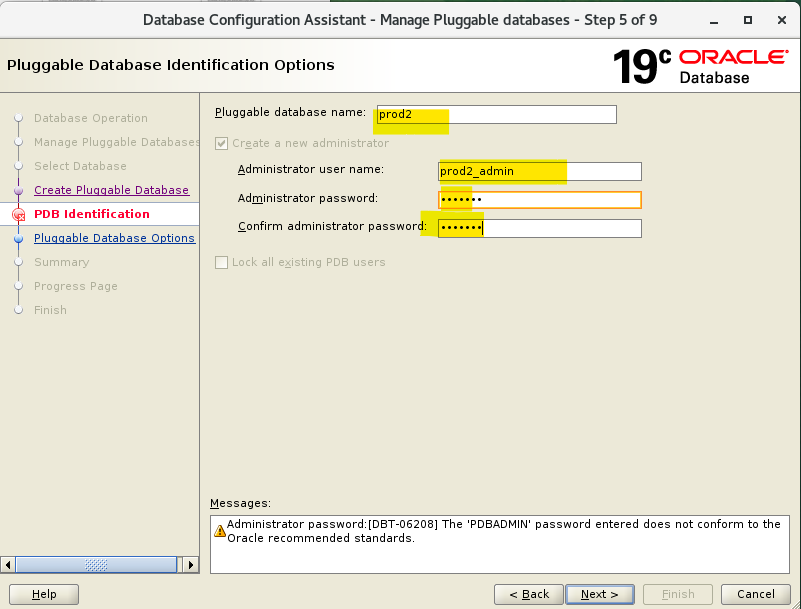 Database Configuration Assistant - Manage Pluggable databases - Step 5 of 9
Pluggable Database Identification Options
19c ORACLE
Database
Database Operation
Manage Pluggable Databases
Select Database
Create Pluggable Database
PDB Identification
Pluggable Database Options
Summary
Progress Page
Finish
Pluggable database name: prod2
Create a new administrator
Administrator user name: prod2_admin
Administrator password: •••••••
Confirm administrator password: •••••••
Lock all existing PDB users
Messages:
Administrator password:[DBT-06208] The 'PDBADMIN' password entered does not conform to the
Oracle recommended standards.
Help < Back Next > Finish Cancel